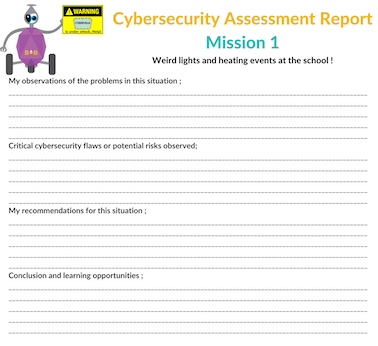 WARNING
Cybersecurity Assessment Report
Mission 1
Weird lights and heating events at the school !
My observations of the problems in this situation ;
Critical cybersecurity flaws or potential risks observed;
My recommendations for this situation ;
Conclusion and learning opportunities ;